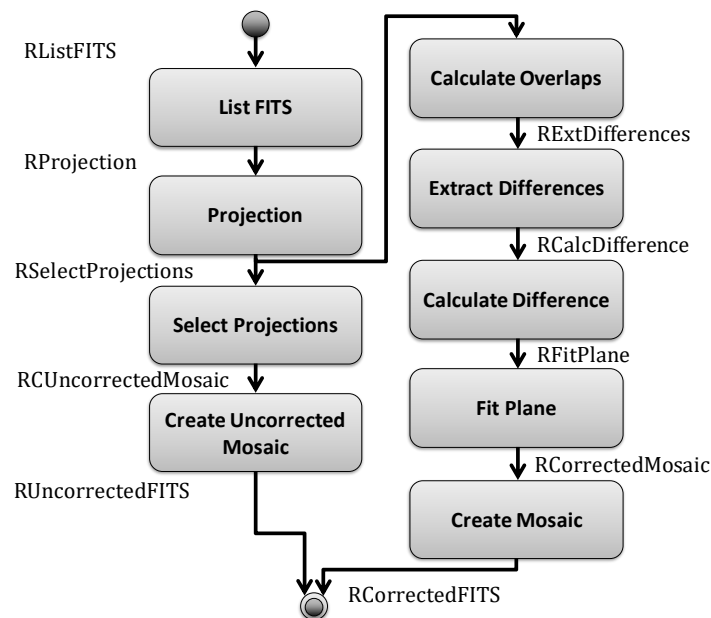 RListFITS
List FITS
RProjection
Projection
RSelectProjections
Select Projections
RCUncorrectedMosaic
Create Uncorrected
Mosaic
RUncorrectedFITS
Calculate Overlaps
RExtDifferences
Extract Differences
RCalcDifference
Calculate Difference
RFitPlane
Fit Plane
RCorrectedMosaic
Create Mosaic
RCorrectedFITS